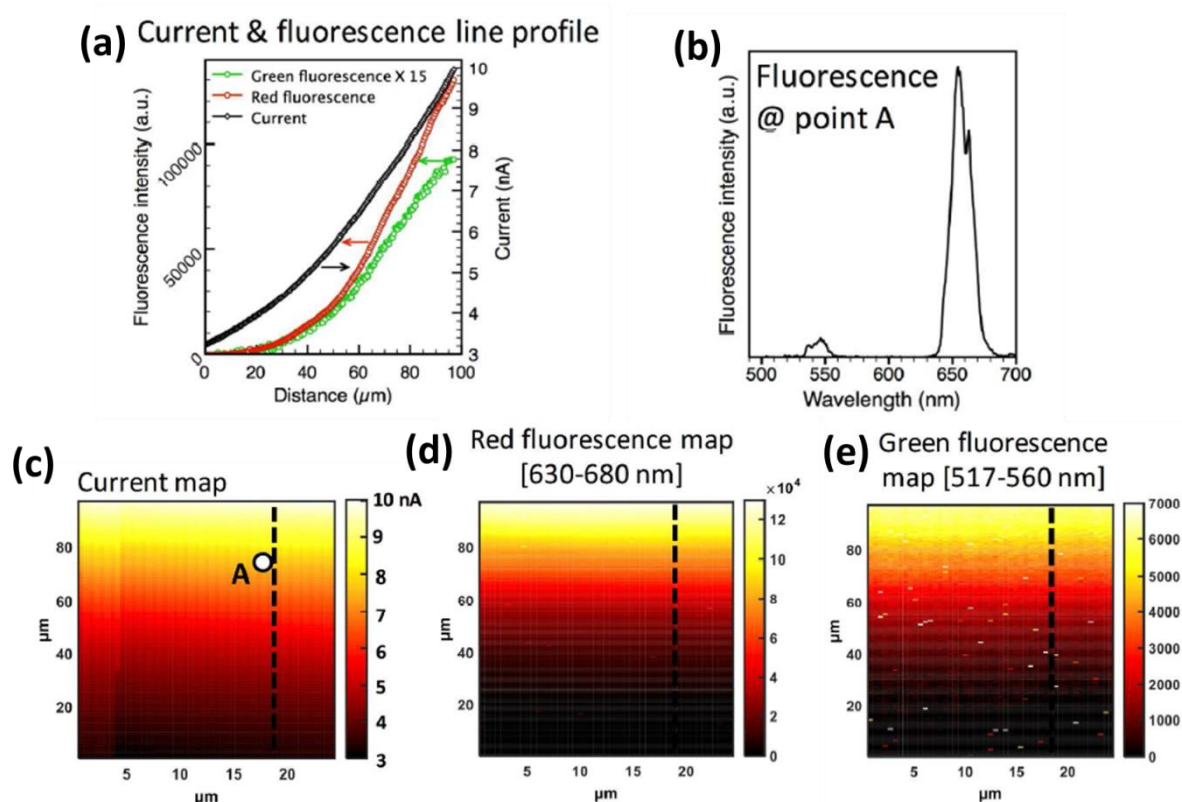 (a) Current & fluorescence line profile
Green fluorescence X 15
Red fluorescence
Current
Fluorescence intensity (a.u.)
100000
50000
0
10
9
8
7
6
5
4
3
Current (nA)
0 20 40 60 80 100
Distance (µm)
(b)
Fluorescence
@ point A
Fluorescence intensity (a.u.)
500 550 600 650 700
Wavelength (nm)
(c)
Current map
A
80
60
40
20
µm
5 10 15 20
µm
10 nA
9
8
7
6
5
4
3
(d)
Red fluorescence map
[630-680 nm]
80
60
40
20
µm
5 10 15 20
µm
×10⁴
12
10
8
6
4
2
0
(e)
Green fluorescence
map [517-560 nm]
80
60
40
20
µm
5 10 15 20
µm
7000
6000
5000
4000
3000
2000
1000
0